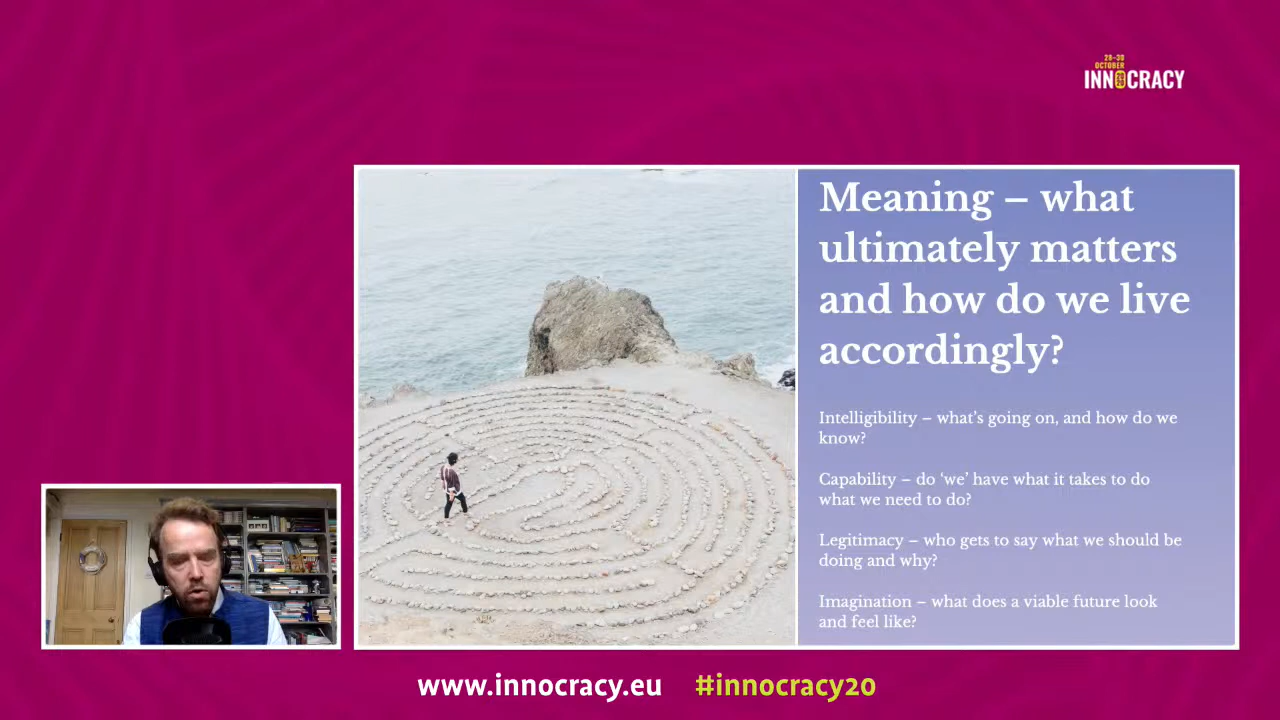 28–30
OCTOBER
INNOCRACY
Meaning – what
ultimately matters
and how do we live
accordingly?
Intelligibility – what's going on, and how do we
know?
Capability – do ‘we’ have what it takes to do
what we need to do?
Legitimacy – who gets to say what we should be
doing and why?
Imagination – what does a viable future look
and feel like?
www.innocracy.eu #innocracy20